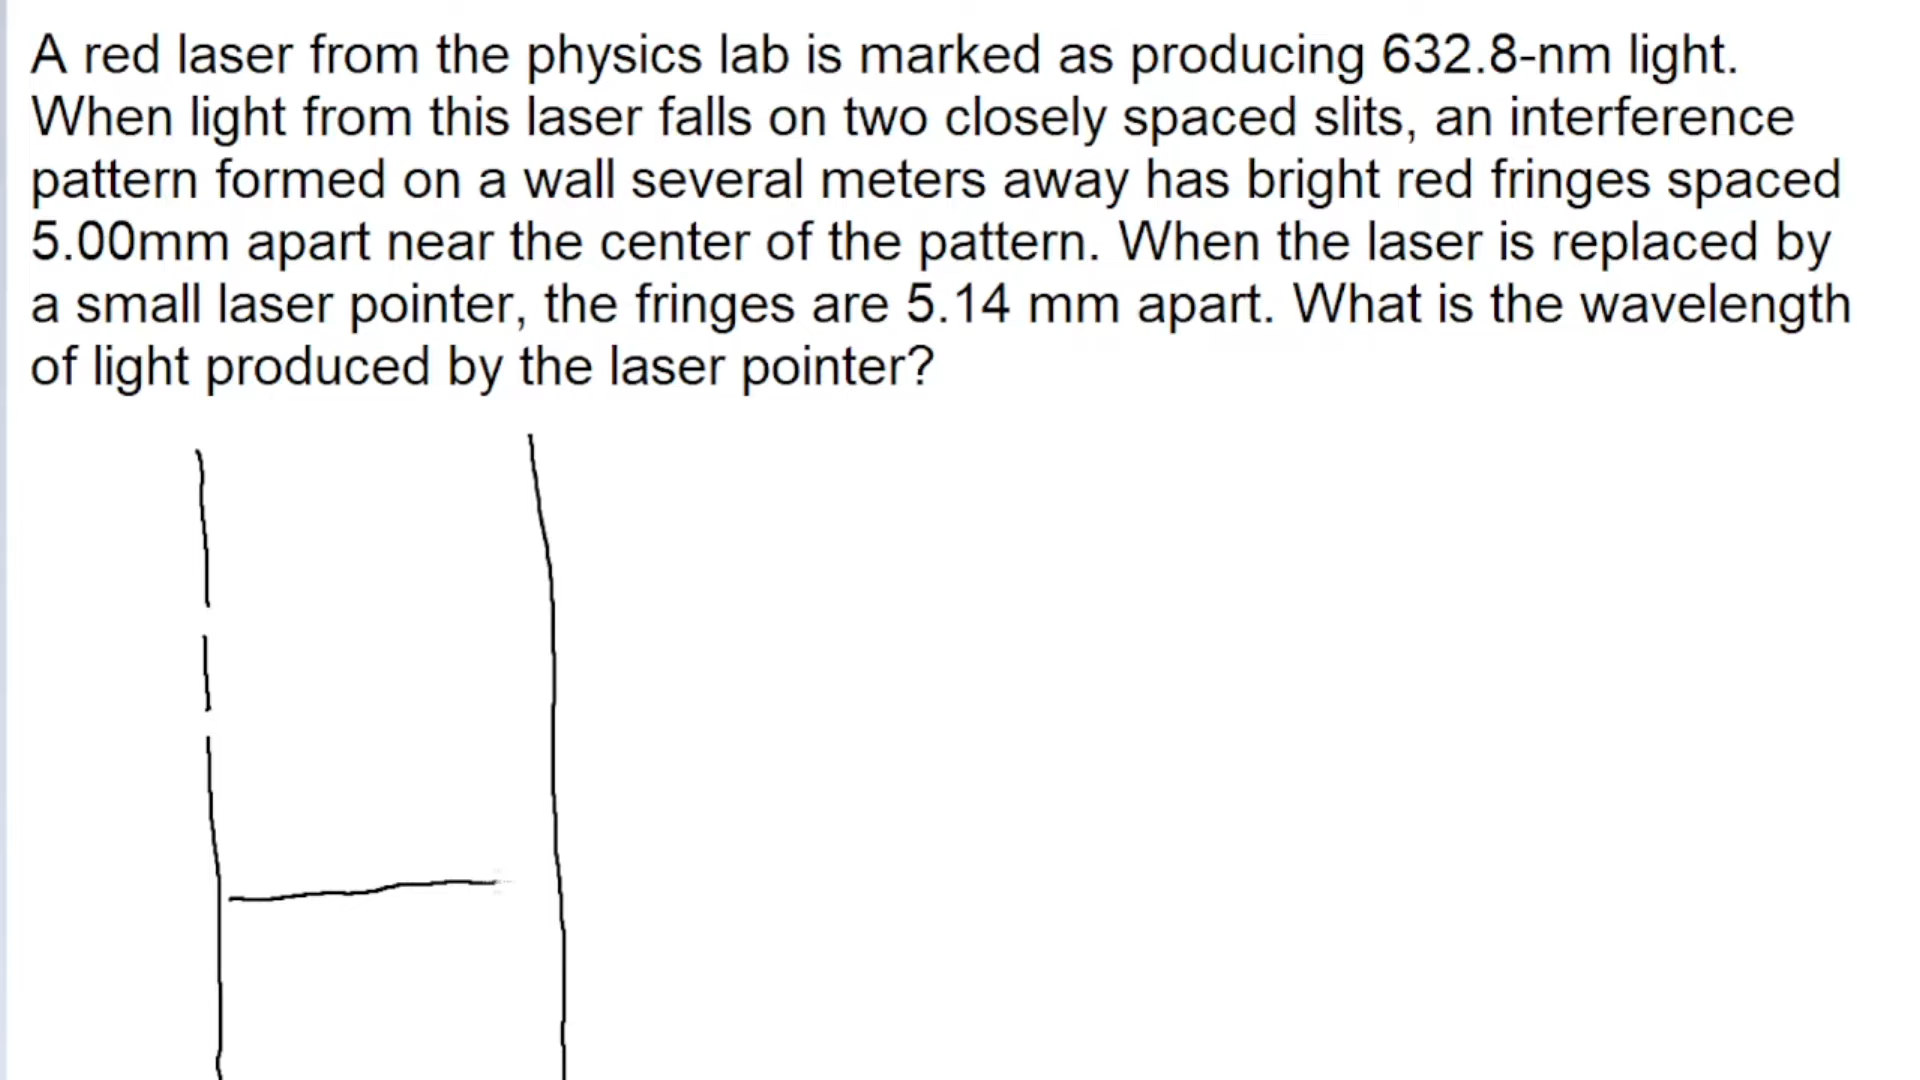 A red laser from the physics lab is marked as producing 632.8-nm light.
When light from this laser falls on two closely spaced slits, an interference
pattern formed on a wall several meters away has bright red fringes spaced
5.00mm apart near the center of the pattern. When the laser is replaced by
a small laser pointer, the fringes are 5.14 mm apart. What is the wavelength
of light produced by the laser pointer?